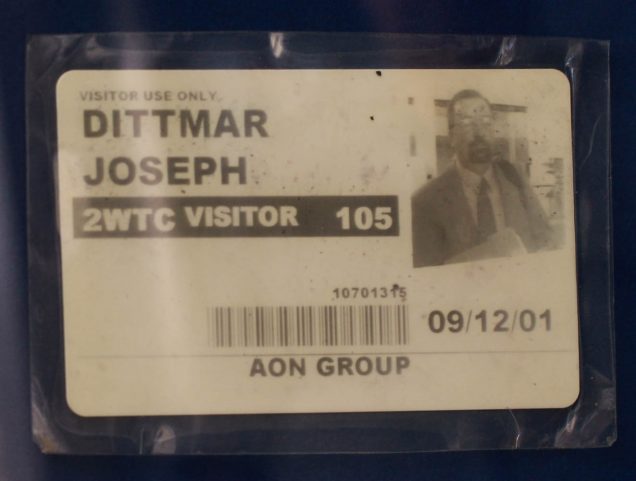 VISITOR USE ONLY
DITTMAR
JOSEPH
2WTC VISITOR 105
10701315
09/12/01
AON GROUP